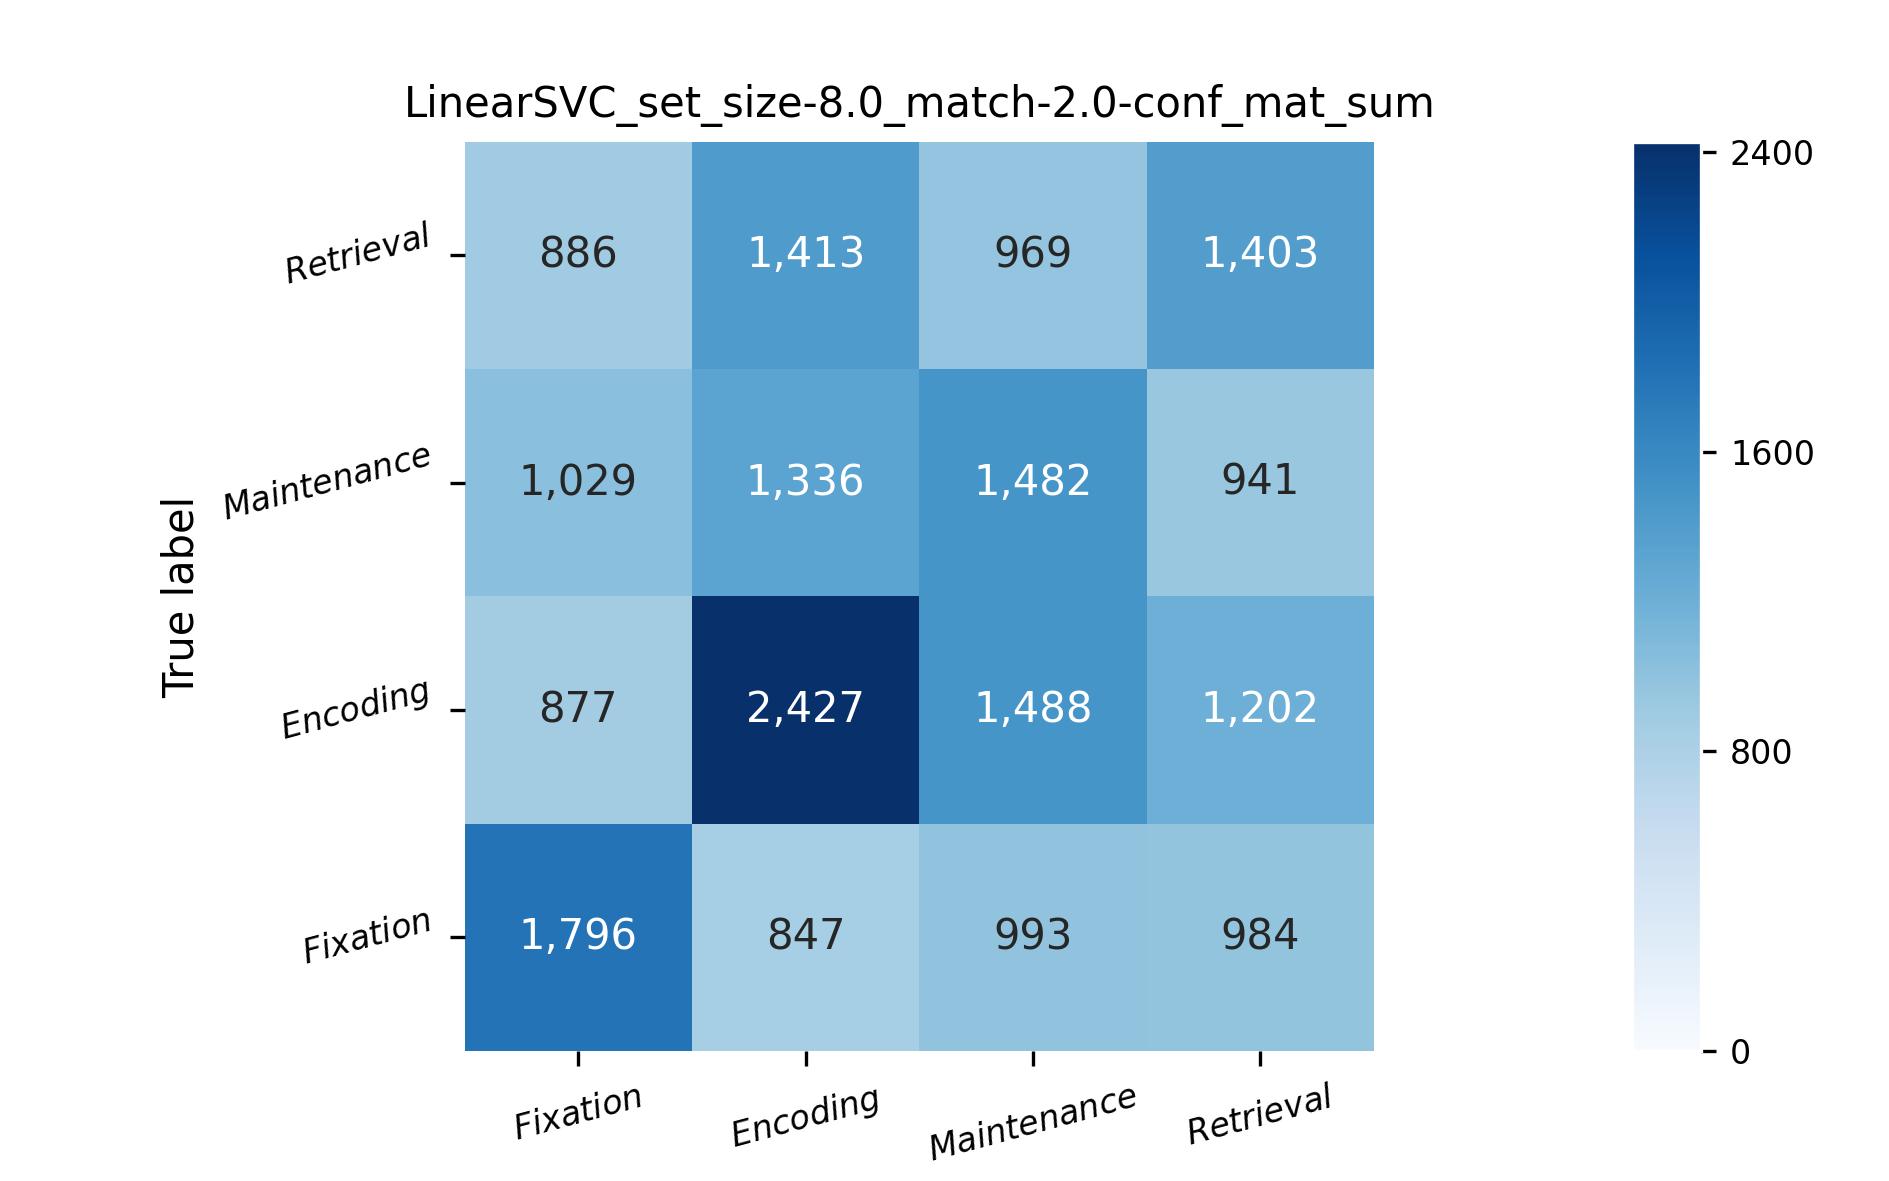 LinearSVC_set_size-8.0_match-2.0-conf_mat_sum
Retrieval 886 1,413 969 1,403
Maintenance 1,029 1,336 1,482 941
Encoding 877 2,427 1,488 1,202
Fixation 1,796 847 993 984
Fixation Encoding Maintenance Retrieval
True label
2400
1600
800
0